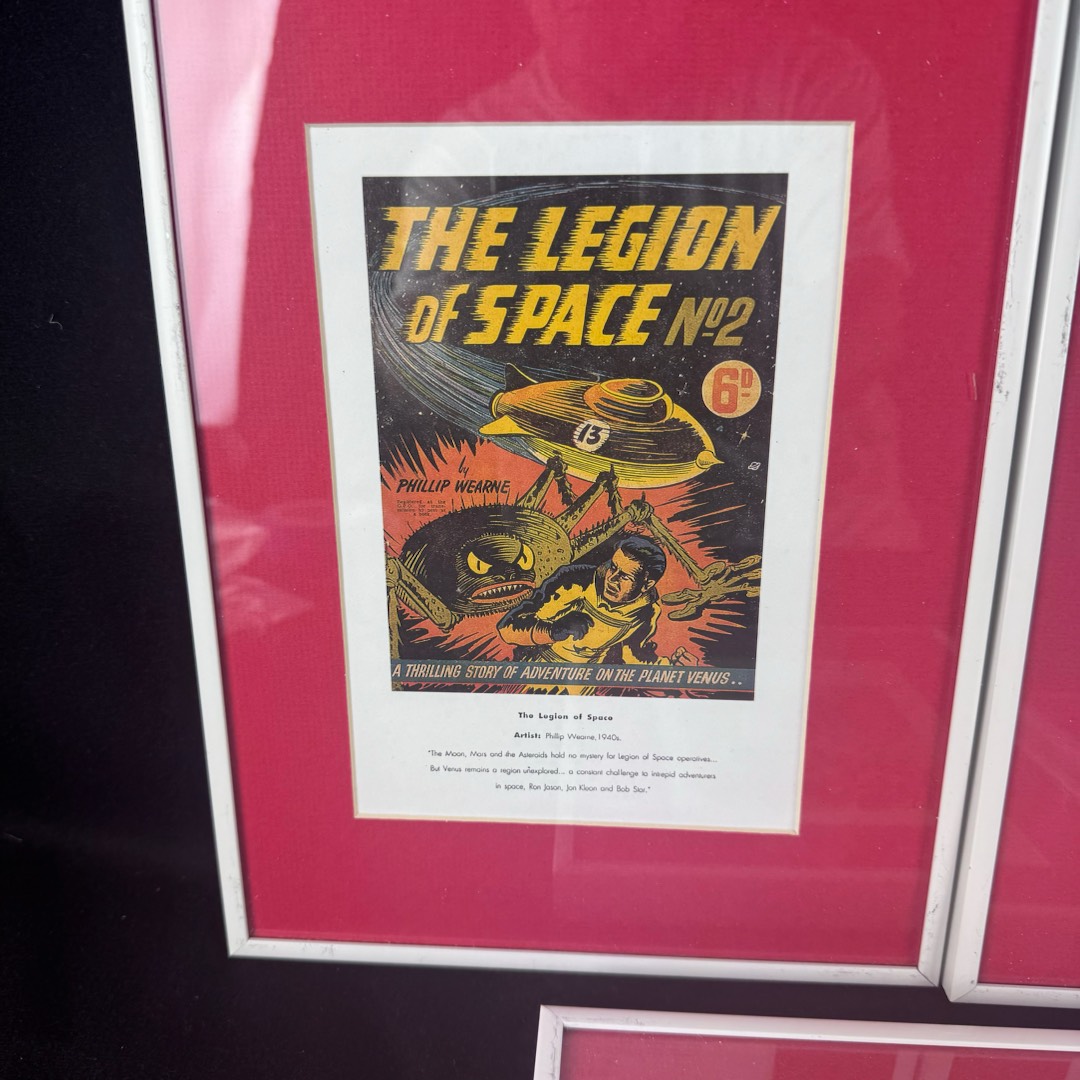 THE LEGION
OF SPACE Nº2
6D
13
by
PHILLIP WEARNE
A THRILLING STORY OF ADVENTURE ON THE PLANET VENUS..
The Legion of Space
Artist: Phillip Wearne, 1940s.
"The Moon, Mars and the Asteroids hold no mystery for Legion of Space operatives...
But Venus remains a region unexplored... a constant challenge to intrepid adventurers
in space, Ron Jason, Jon Kloon and Bob Star."